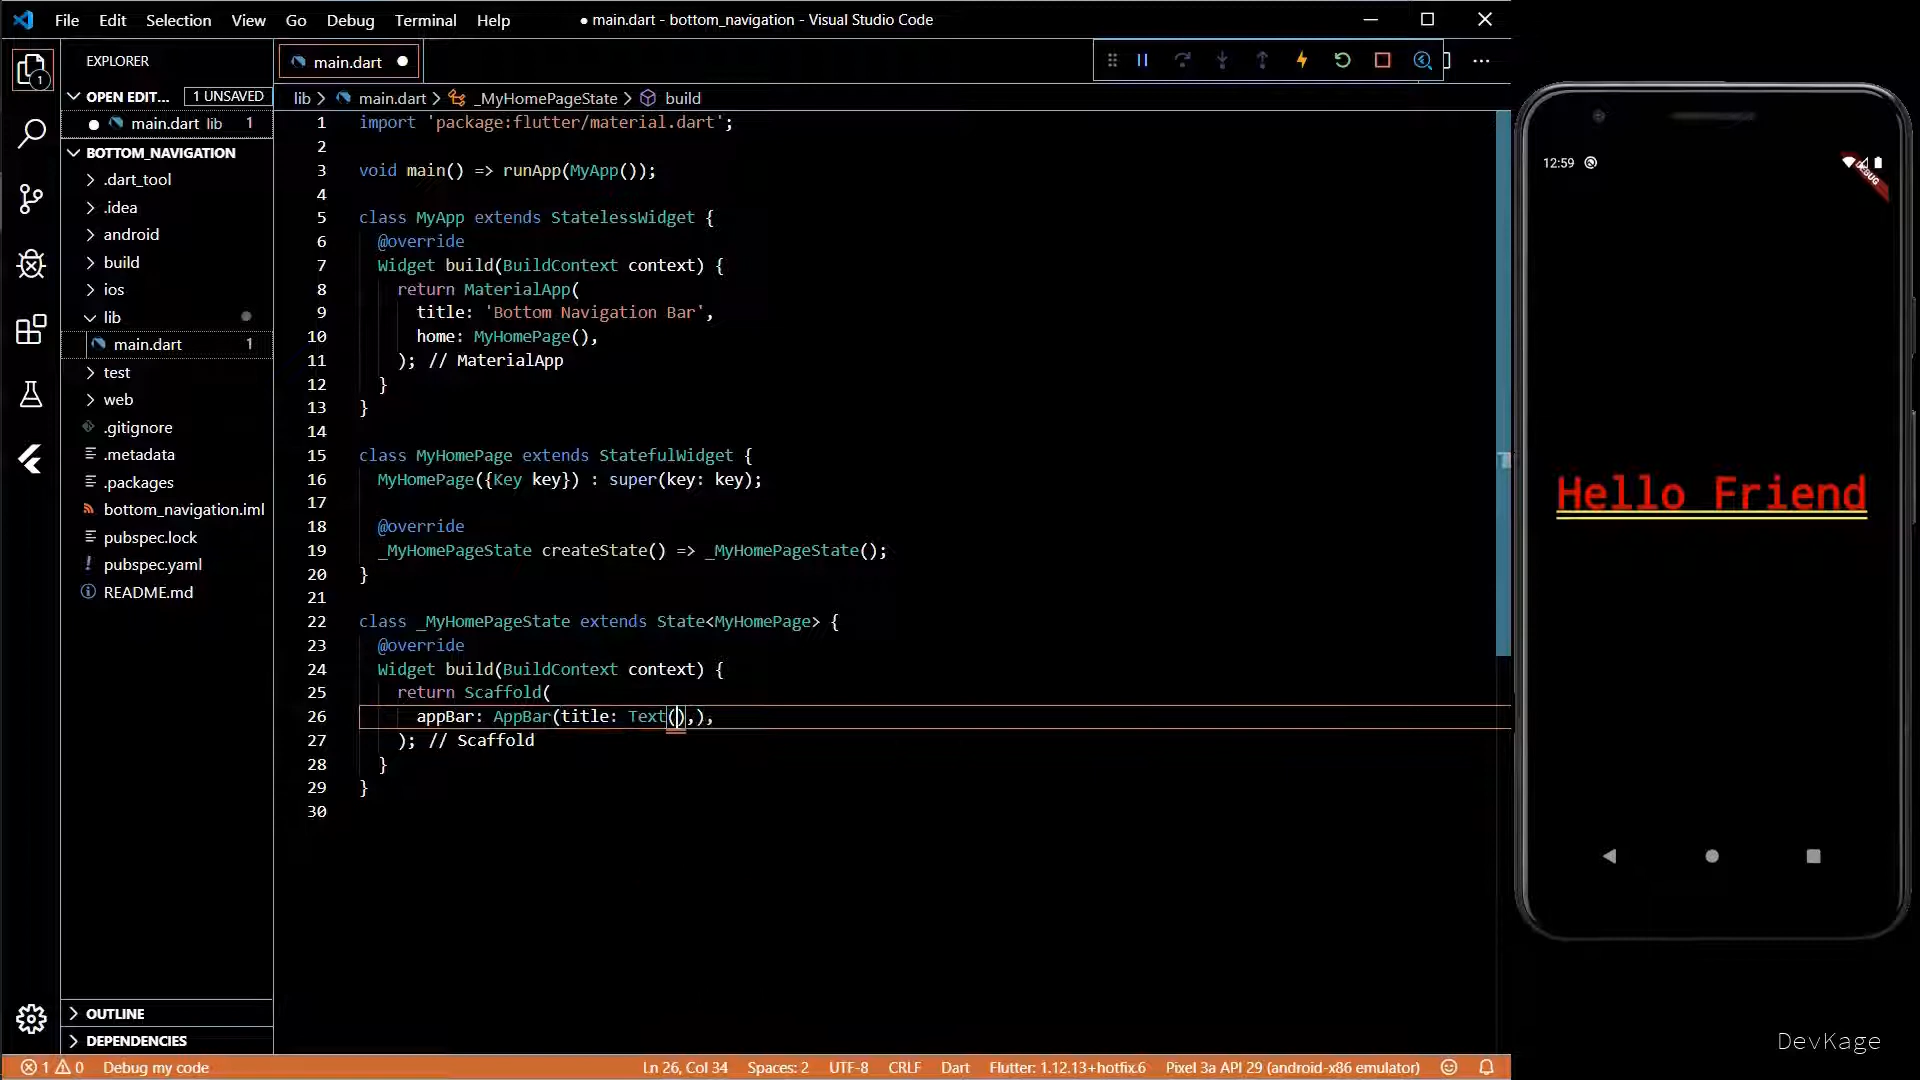 File Edit Selection View Go Debug Terminal Help
● main.dart - bottom_navigation - Visual Studio Code
EXPLORER
OPEN EDIT... 1 UNSAVED
main.dart lib 1
BOTTOM_NAVIGATION
.dart_tool
.idea
android
build
ios
lib
main.dart 1
test
web
.gitignore
.metadata
.packages
bottom_navigation.iml
pubspec.lock
pubspec.yaml
README.md
OUTLINE
DEPENDENCIES
main.dart
lib > main.dart > _MyHomePageState > build
1 import 'package:flutter/material.dart';
2
3 void main() => runApp(MyApp());
4
5 class MyApp extends StatelessWidget {
6 @override
7 Widget build(BuildContext context) {
8 return MaterialApp(
9 title: 'Bottom Navigation Bar',
10 home: MyHomePage(),
11 ); // MaterialApp
12 }
13 }
14
15 class MyHomePage extends StatefulWidget {
16 MyHomePage({Key key}) : super(key: key);
17
18 @override
19 _MyHomePageState createState() => _MyHomePageState();
20 }
21
22 class _MyHomePageState extends State<MyHomePage> {
23 @override
24 Widget build(BuildContext context) {
25 return Scaffold(
26 appBar: AppBar(title: Text(),),
27 ); // Scaffold
28 }
29 }
30
12:59
DEBUG
Hello Friend
DevKage
1 0 Debug my code
Ln 26, Col 34 Spaces: 2 UTF-8 CRLF Dart Flutter: 1.12.13+hotfix.6 Pixel 3a API 29 (android-x86 emulator)